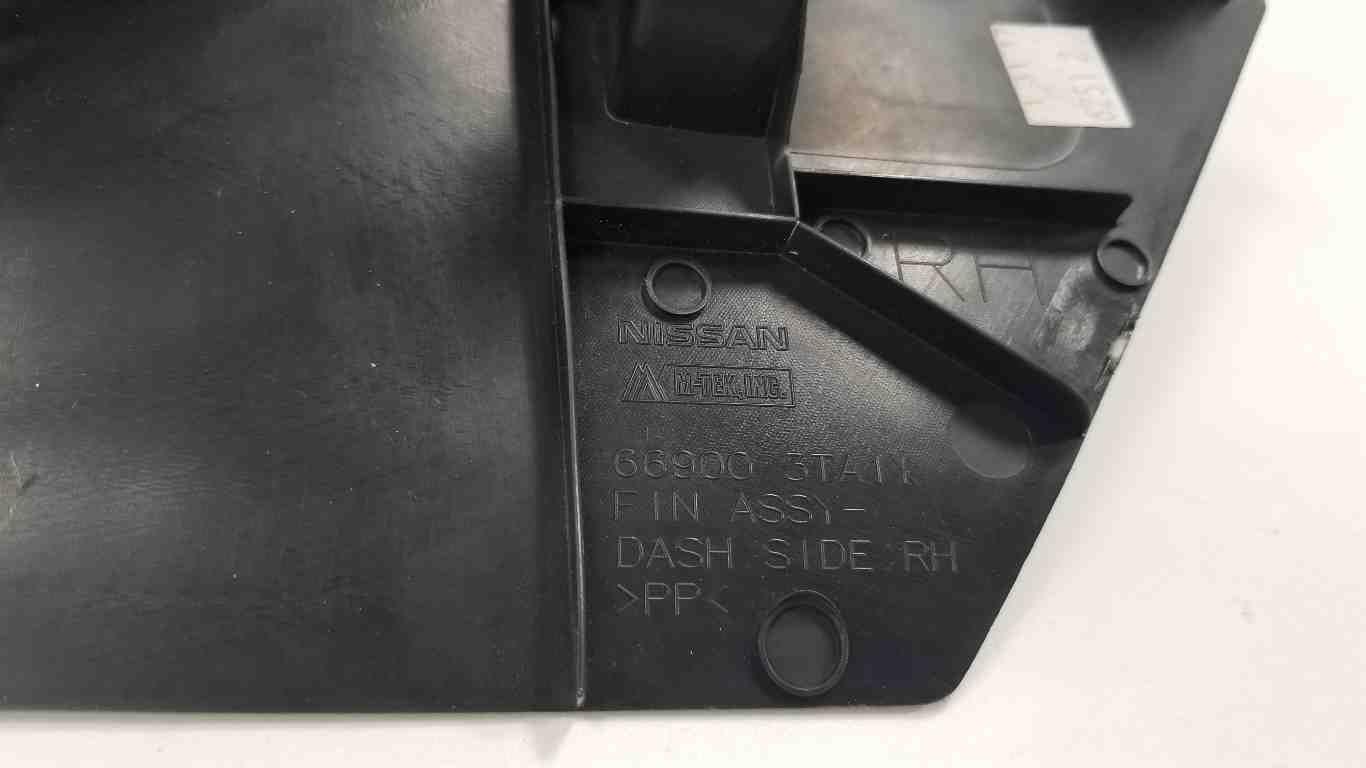 RH
NISSAN
M-TEK, INC.
66900 3TA1
FIN ASSY-
DASH SIDE RH
>PP<